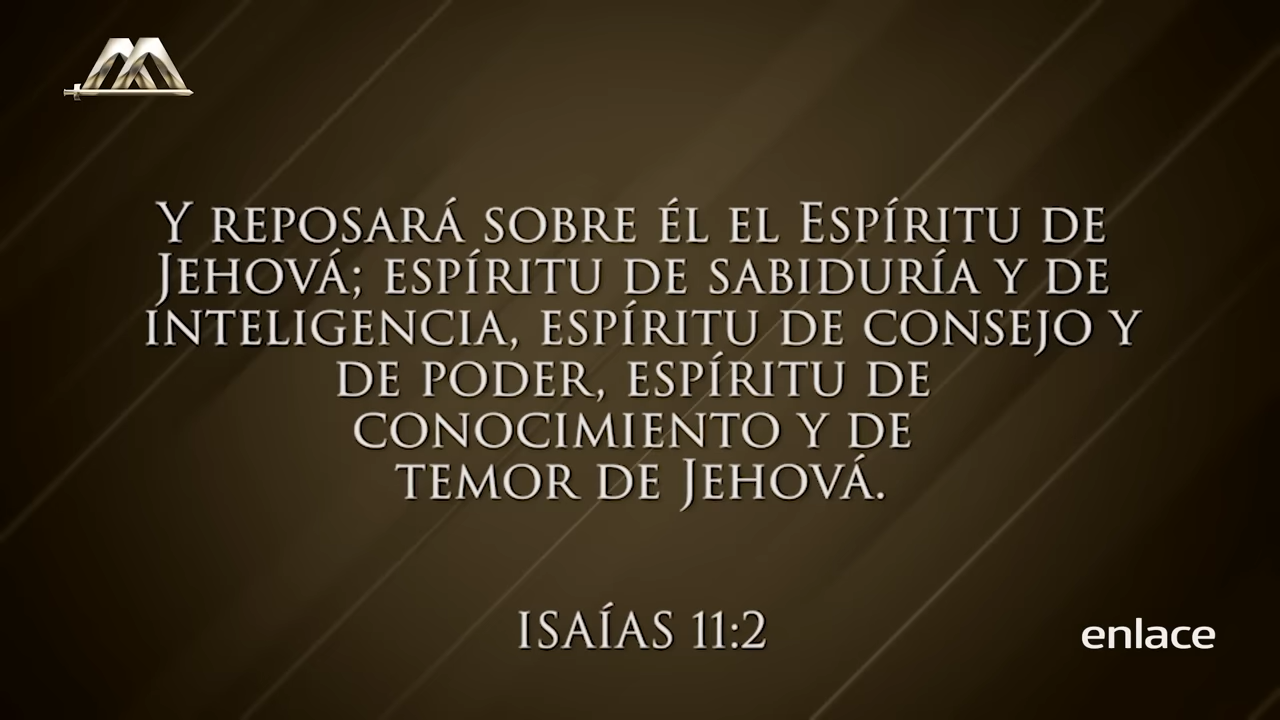 Y REPOSARÁ SOBRE ÉL EL ESPÍRITU DE
JEHOVÁ; ESPÍRITU DE SABIDURÍA Y DE
INTELIGENCIA, ESPÍRITU DE CONSEJO Y
DE PODER, ESPÍRITU DE
CONOCIMIENTO Y DE
TEMOR DE JEHOVÁ.
ISAÍAS 11:2
enlace